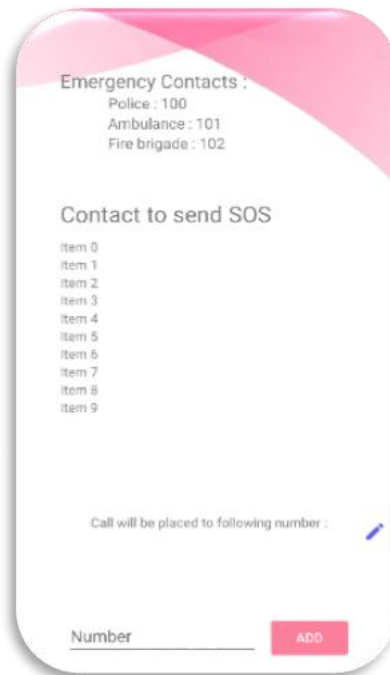 Emergency Contacts :
Police : 100
Ambulance : 101
Fire brigade : 102
Contact to send SOS
Item 0
Item 1
Item 2
Item 3
Item 4
Item 5
Item 6
Item 7
Item 8
Item 9
Call will be placed to following number :
Number
ADD